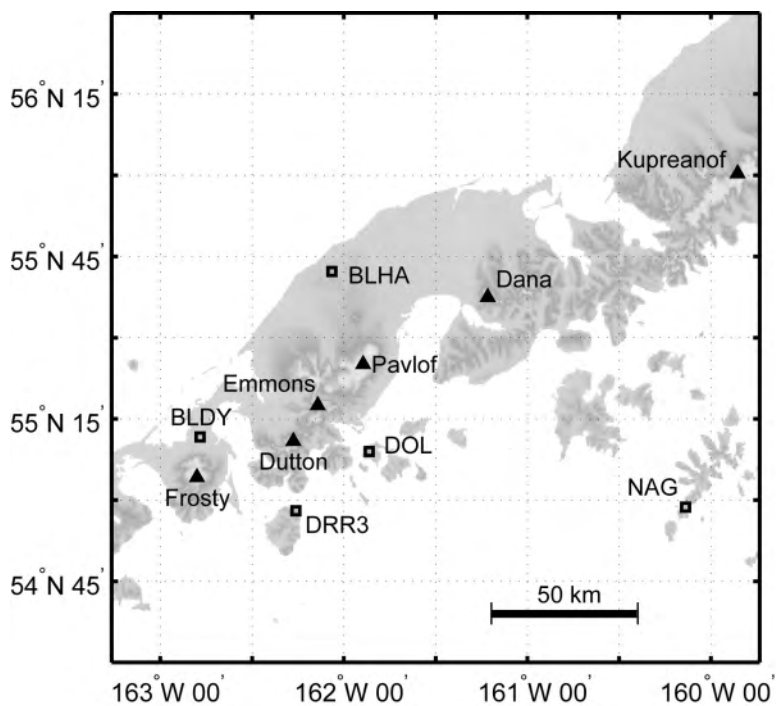 56° N 15'
Kupreanof
55° N 45'
BLHA
Dana
Pavlof
Emmons
55° N 15'
BLDY
DOL
Dutton
Frosty
NAG
DRR3
54° N 45'
50 km
163° W 00'
162° W 00'
161° W 00'
160° W 00'